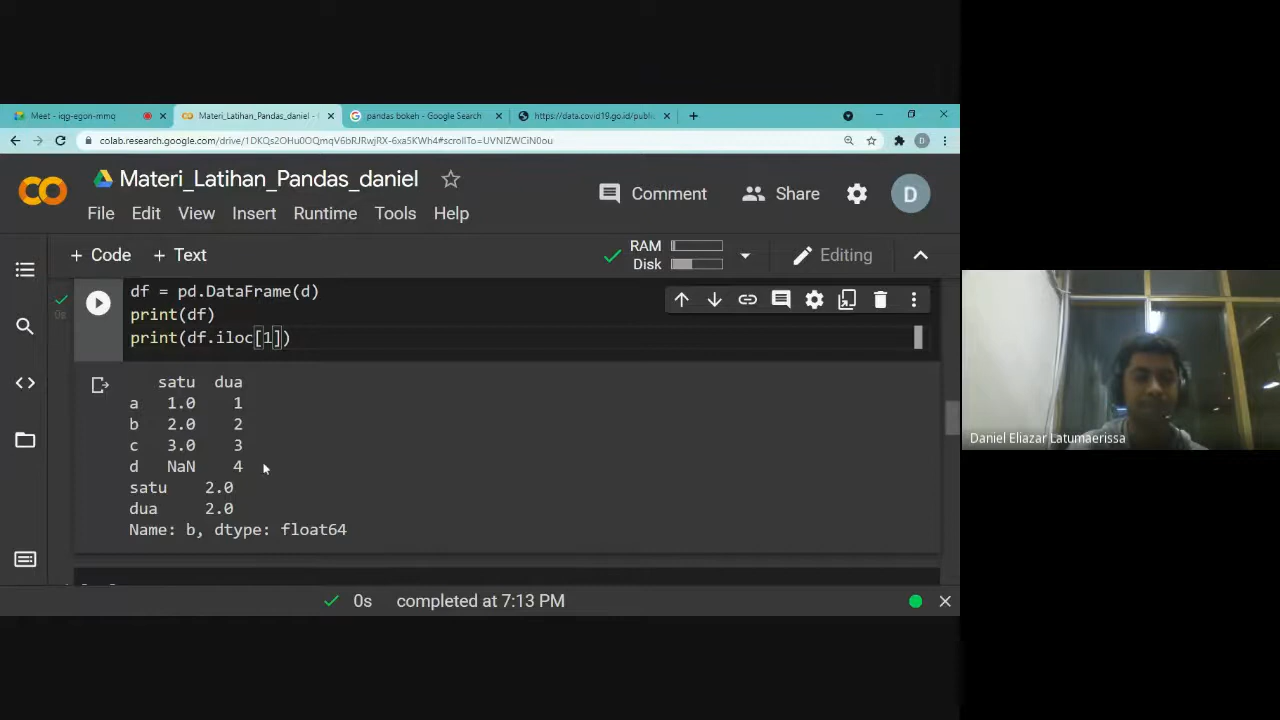 Meet - iqg-egon-mmq
Materi_Latihan_Pandas_daniel -
pandas bokeh - Google Search
https://data.covid19.go.id/publi
colab.research.google.com/drive/1DKQs2OHu0OQmqV6bRJRwjRX-6xa5KWh4#scrollTo=UVNIZWCiN0ou
D
Materi_Latihan_Pandas_daniel
Comment
Share
D
File Edit View Insert Runtime Tools Help
+ Code + Text
RAM
Disk
Editing
df = pd.DataFrame(d)
print(df)
print(df.iloc[1])
0s
satu dua
a 1.0 1
b 2.0 2
c 3.0 3
d NaN 4
satu 2.0
dua 2.0
Name: b, dtype: float64
0s completed at 7:13 PM
Daniel Eliazar Latumaerissa